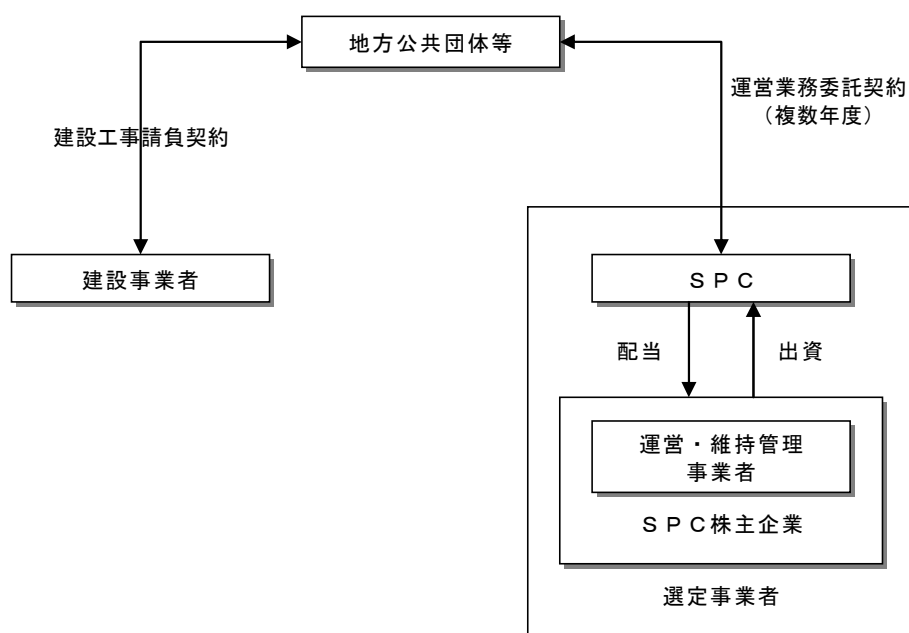 地方公共団体等
運営業務委託契約
（複数年度）
建設工事請負契約
建設事業者
ＳＰＣ
配当
出資
運営・維持管理
事業者
ＳＰＣ株主企業
選定事業者